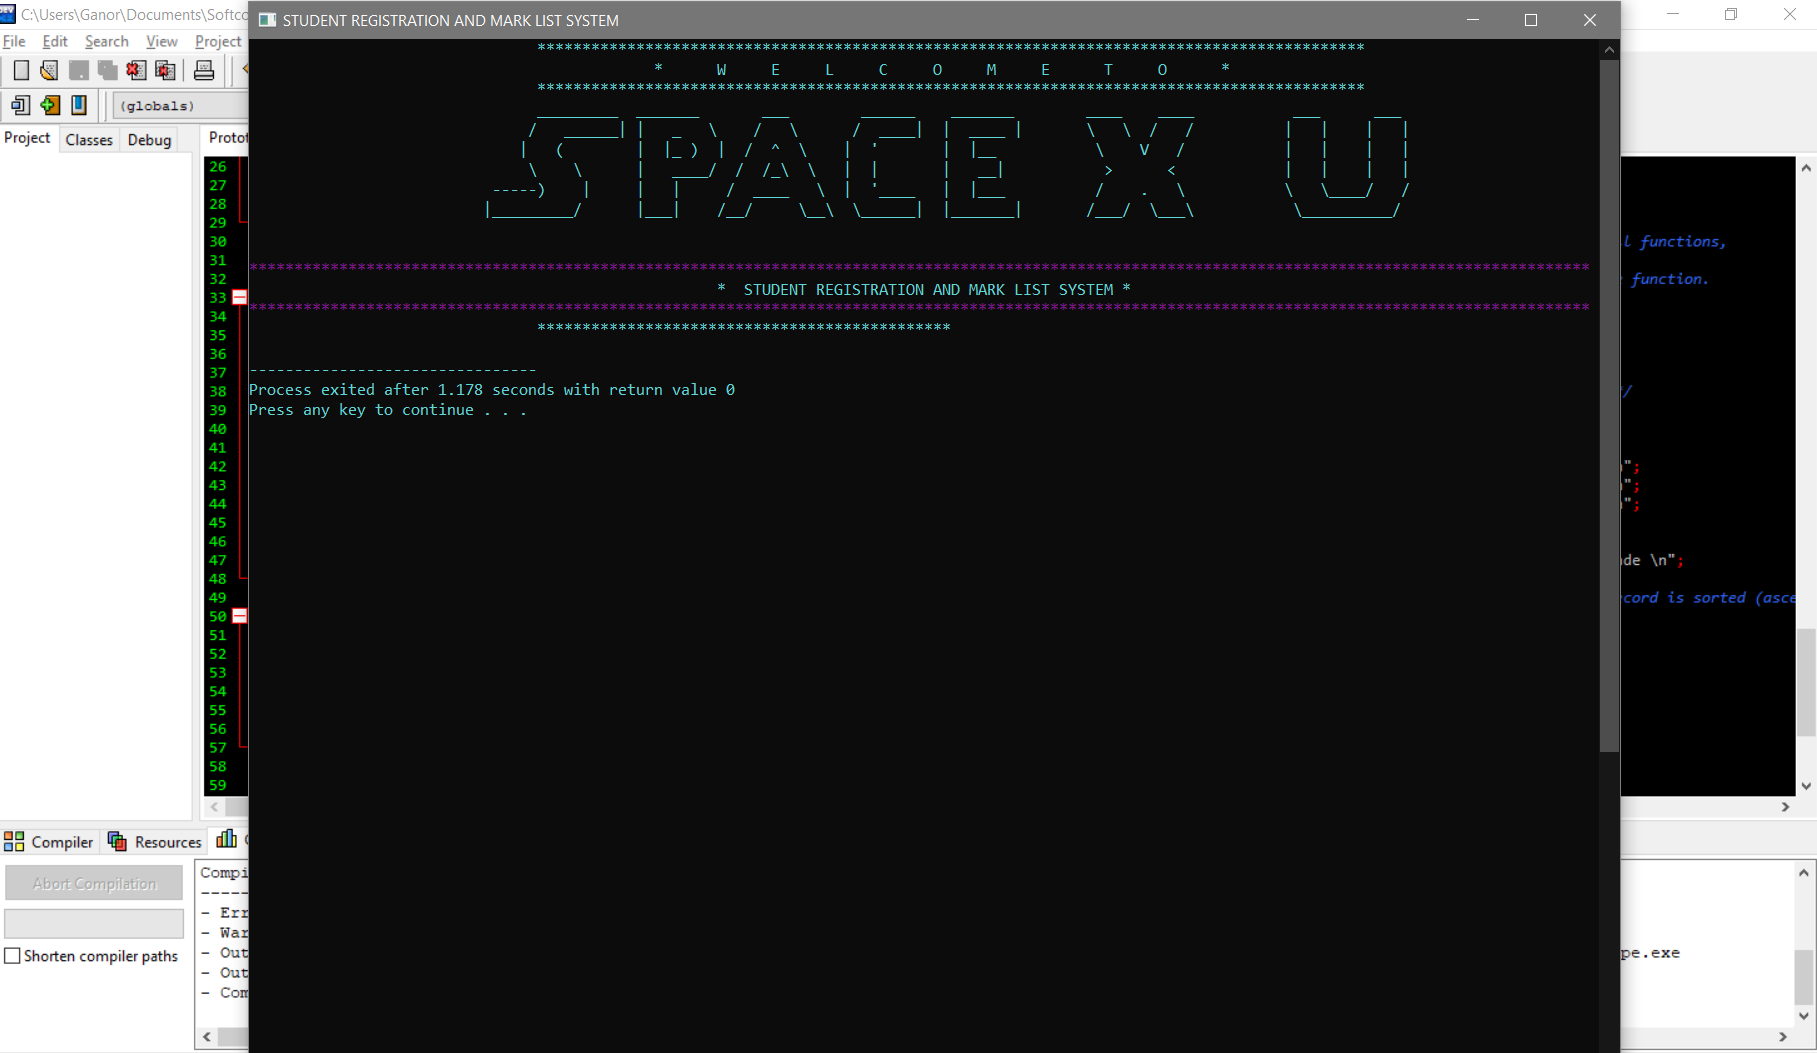 C:\Users\Ganor\Documents\Softco
STUDENT REGISTRATION AND MARK LIST SYSTEM
File Edit Search View Project
(globals)
Project Classes Debug Protot
********************************************************************************************
* W E L C O M E T O *
********************************************************************************************
SPACE X U
*****************************************************************************************************************************************************
* STUDENT REGISTRATION AND MARK LIST SYSTEM *
*****************************************************************************************************************************************************
**********************************************
--------------------------------
Process exited after 1.178 seconds with return value 0
Press any key to continue . . .
26
27
28
29
30
31
32
33
34
35
36
37
38
39
40
41
42
43
44
45
46
47
48
49
50
51
52
53
54
55
56
57
58
59
l functions,
function.
*/
";
";
";
de \n";
cord is sorted (asce
Compiler Resources
Abort Compilation
Shorten compiler paths
Compi
------
- Err
- War
- Out
- Out
- Com
pe.exe